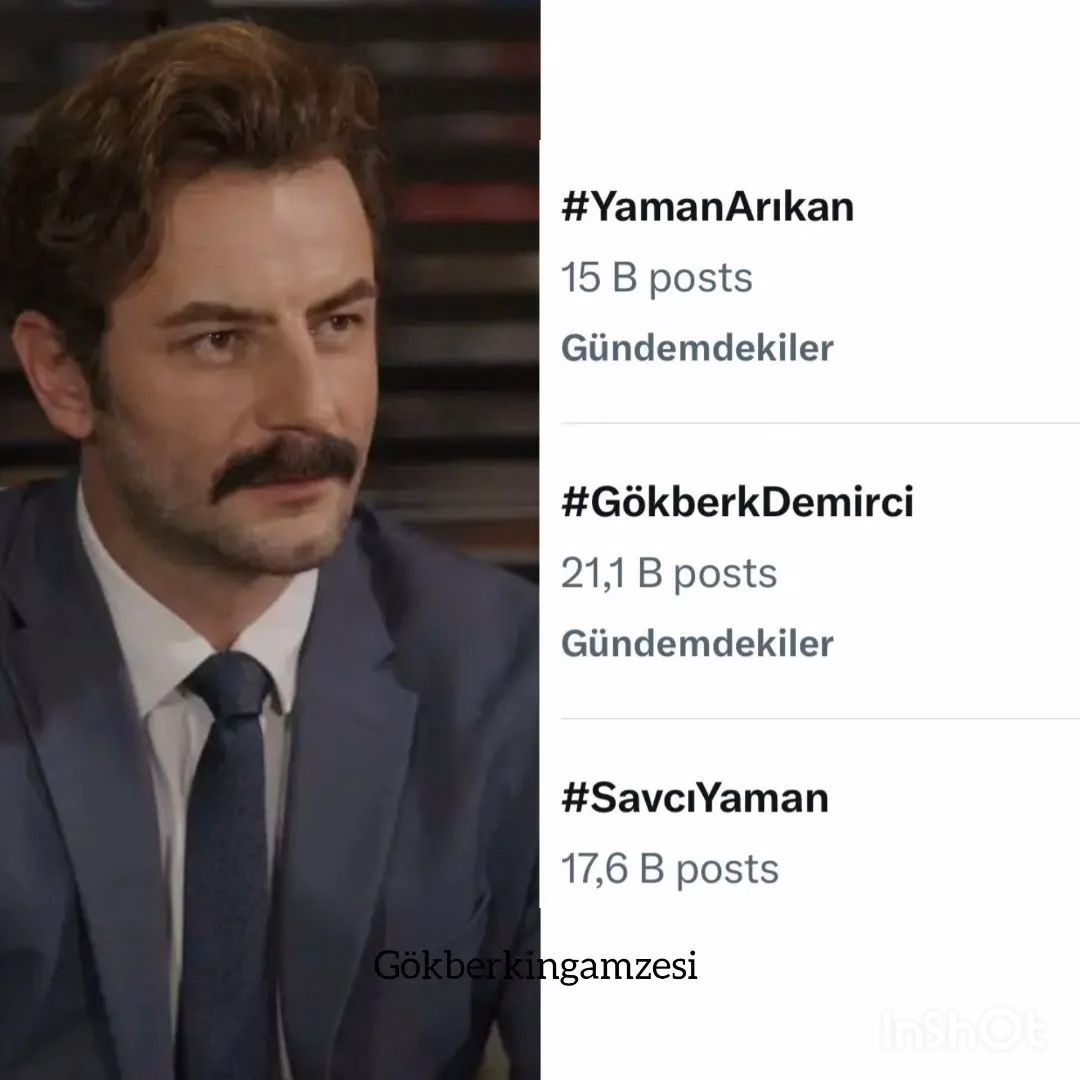 #YamanArıkan
15 B posts
Gündemdekiler
#GökberkDemirci
21,1 B posts
Gündemdekiler
#SavcıYaman
17,6 B posts
Gökberkingamzesi
InShOt